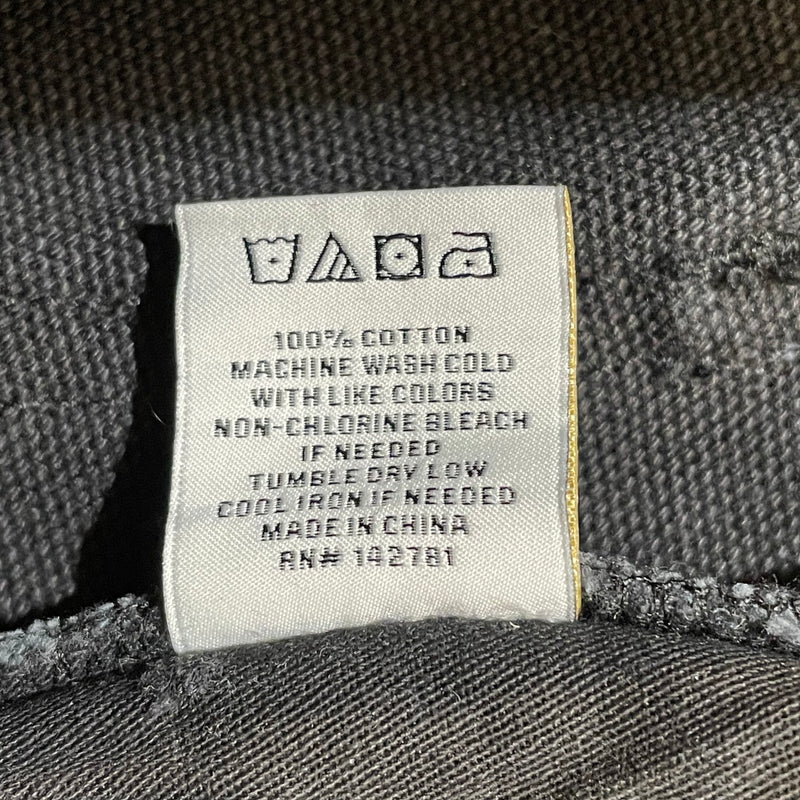 100% COTTON
MACHINE WASH COLD
WITH LIKE COLORS
NON-CHLORINE BLEACH
IF NEEDED
TUMBLE DRY LOW
COOL IRON IF NEEDED
MADE IN CHINA
RN# 142781